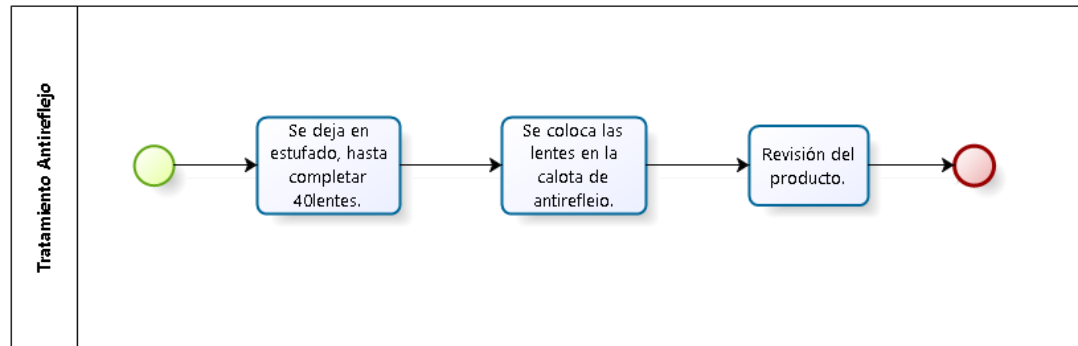 Tratamiento Antireflejo
Se deja en
estufado, hasta
completar
40lentes.
Se coloca las
lentes en la
calota de
antireflejo.
Revisión del
producto.